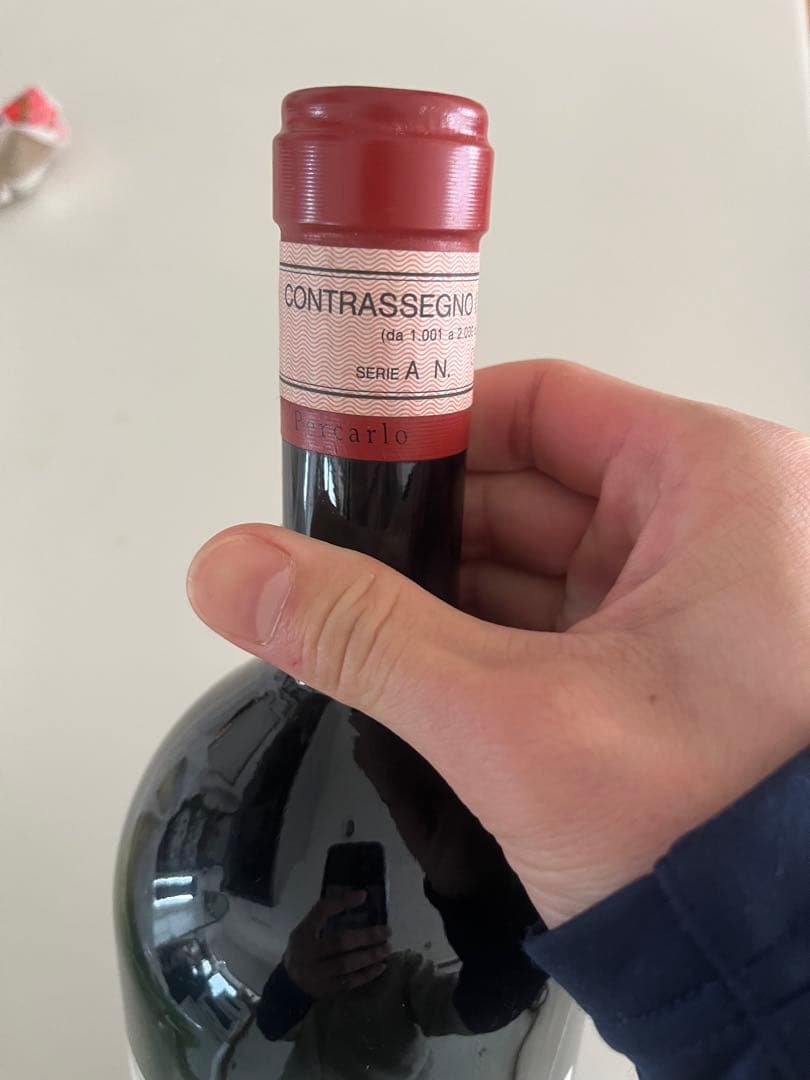 CONTRASSEGNO
(da 1.001 a 2.000
SERIE A N.
Percarlo